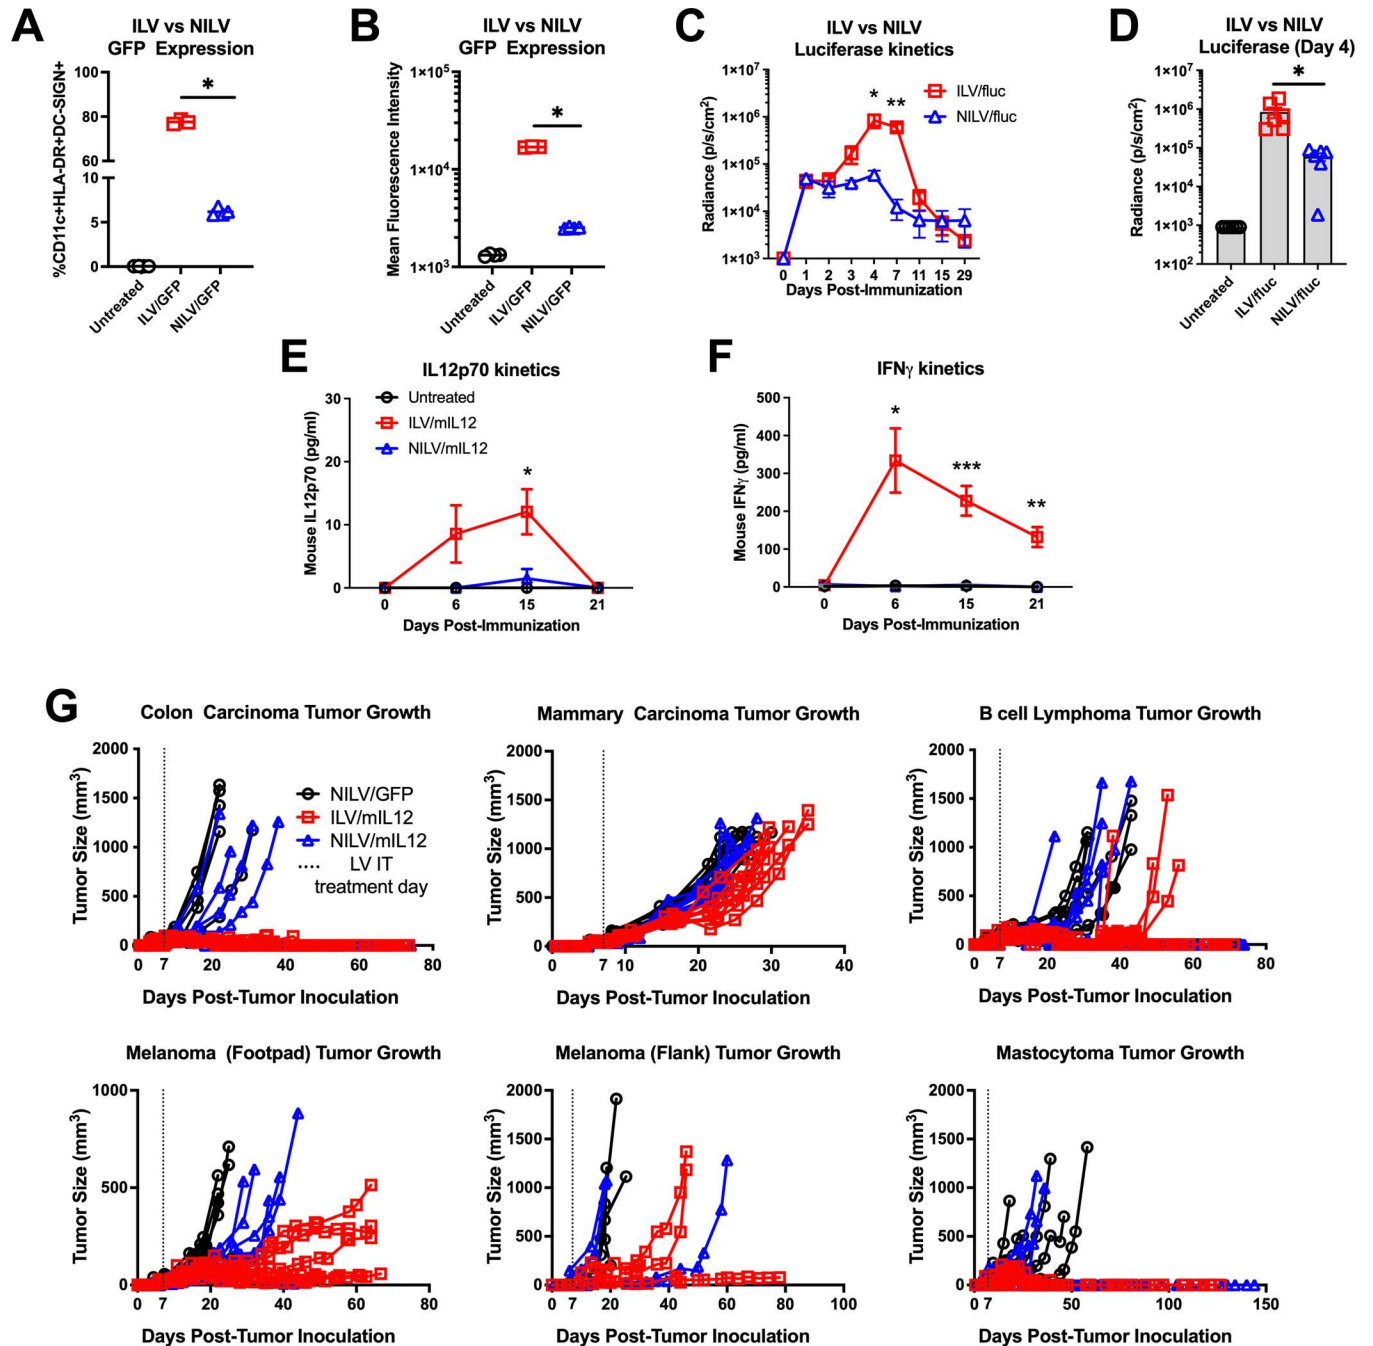 A
ILV vs NILV
GFP Expression
%CD11c+HLA-DR+DC-SIGN+
100
80
60
10
5
0
*
Untreated
ILV/GFP
NILV/GFP
B
ILV vs NILV
GFP Expression
Mean Fluorescence Intensity
1×10⁵
1×10⁴
1×10³
*
Untreated
ILV/GFP
NILV/GFP
C
ILV vs NILV
Luciferase kinetics
Radiance (p/s/cm²)
1×10⁷
1×10⁶
1×10⁵
1×10⁴
1×10³
* **
ILV/fluc
NILV/fluc
0 1 2 3 4 7 11 15 29
Days Post-Immunization
D
ILV vs NILV
Luciferase (Day 4)
Radiance (p/s/cm²)
1×10⁷
1×10⁶
1×10⁵
1×10⁴
1×10³
1×10²
*
Untreated
ILV/fluc
NILV/fluc
E
IL12p70 kinetics
Mouse IL12p70 (pg/ml)
30
20
10
0
Untreated
ILV/mIL12
NILV/mIL12
*
0 6 15 21
Days Post-Immunization
F
IFNγ kinetics
Mouse IFNγ (pg/ml)
500
400
300
200
100
0
*
***
**
0 6 15 21
Days Post-Immunization
G
Colon Carcinoma Tumor Growth
Tumor Size (mm³)
2000
1500
1000
500
0
NILV/GFP
ILV/mIL12
NILV/mIL12
LV IT
treatment day
0 7 20 40 60 80
Days Post-Tumor Inoculation
Mammary Carcinoma Tumor Growth
Tumor Size (mm³)
2000
1500
1000
500
0
0 7 10 20 30 40
Days Post-Tumor Inoculation
B cell Lymphoma Tumor Growth
Tumor Size (mm³)
2000
1500
1000
500
0
0 7 20 40 60 80
Days Post-Tumor Inoculation
Melanoma (Footpad) Tumor Growth
Tumor Size (mm³)
1000
500
0
0 7 20 40 60 80
Days Post-Tumor Inoculation
Melanoma (Flank) Tumor Growth
Tumor Size (mm³)
2000
1500
1000
500
0
0 7 20 40 60 80 100
Days Post-Tumor Inoculation
Mastocytoma Tumor Growth
Tumor Size (mm³)
2000
1500
1000
500
0
0 7 50 100 150
Days Post-Tumor Inoculation